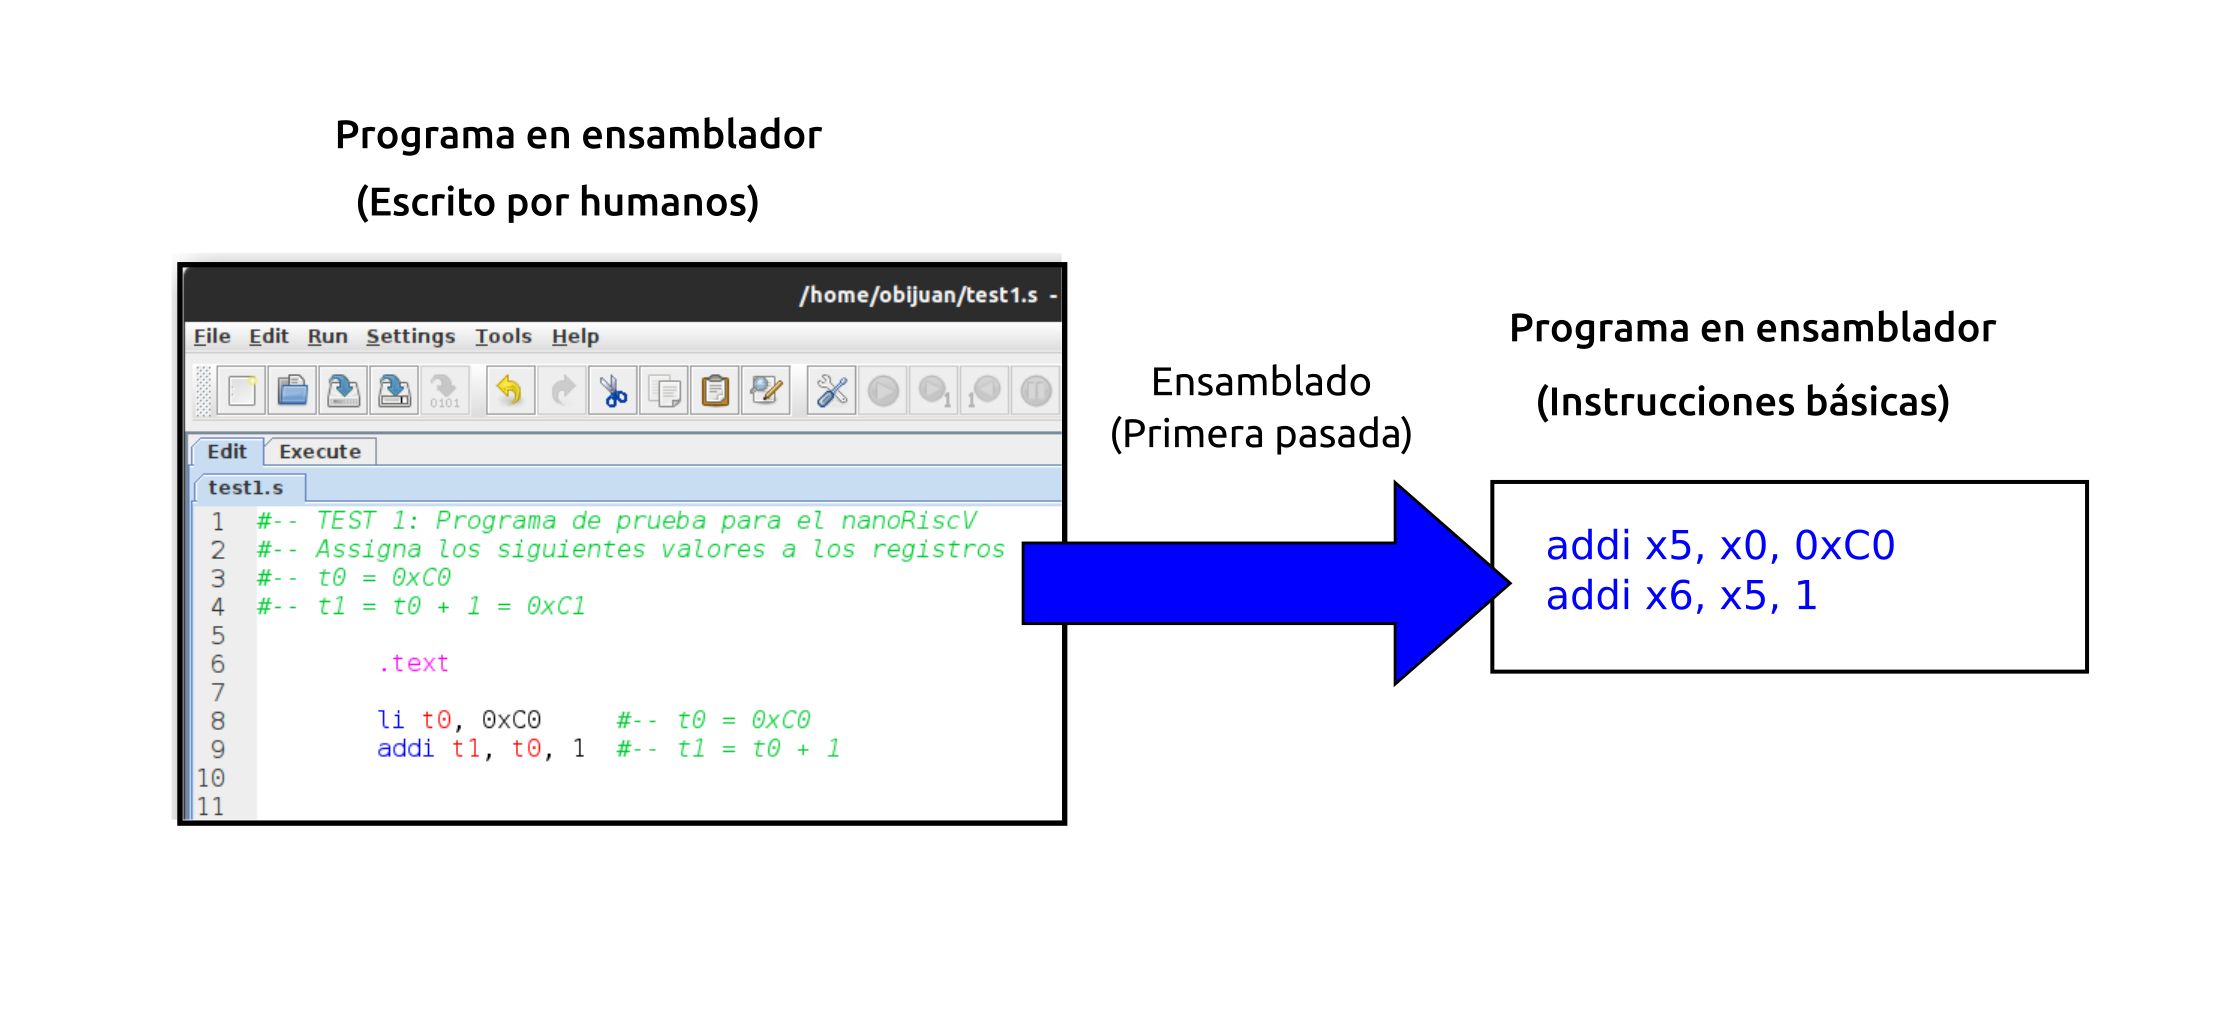 Programa en ensamblador
(Escrito por humanos)
/home/obijuan/test1.s -
File Edit Run Settings Tools Help
0101
1
1
Edit Execute
test1.s
1 #-- TEST 1: Programa de prueba para el nanoRiscV
2 #-- Assigna los siguientes valores a los registros
3 #-- t0 = 0xC0
4 #-- t1 = t0 + 1 = 0xC1
5
6 .text
7
8 li t0, 0xC0 #-- t0 = 0xC0
9 addi t1, t0, 1 #-- t1 = t0 + 1
10
11
Ensamblado
(Primera pasada)
Programa en ensamblador
(Instrucciones básicas)
addi x5, x0, 0xC0
addi x6, x5, 1